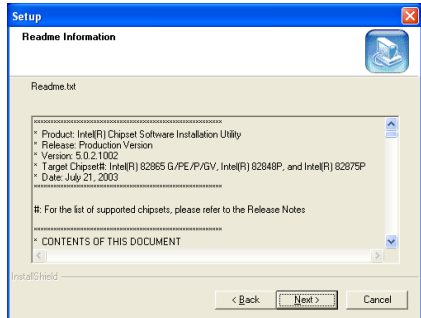 Setup
Readme Information
Readme.txt
************************************************************
* Product: Intel(R) Chipset Software Installation Utility
* Release: Production Version
* Version: 5.0.2.1002
* Target Chipset#: Intel(R) 82865 G/PE/P/GV, Intel(R) 82848P, and Intel(R) 82875P
* Date: July 21, 2003
************************************************************
#: For the list of supported chipsets, please refer to the Release Notes
************************************************************
* CONTENTS OF THIS DOCUMENT
InstallShield
< Back
Next >
Cancel